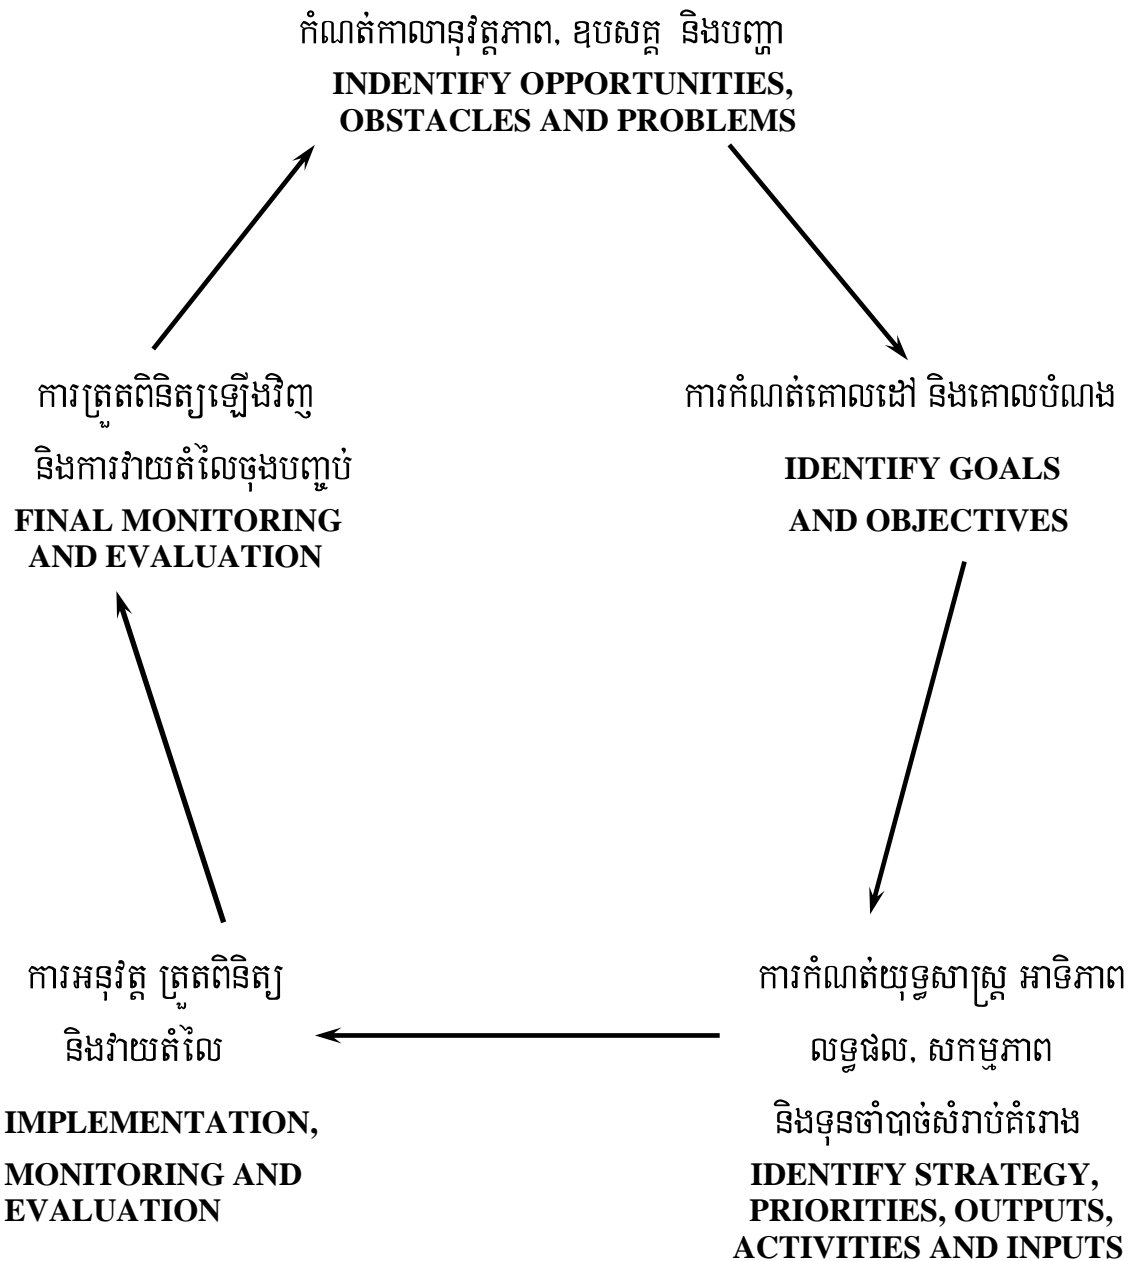 កំណត់កាលានុវត្តភាព, ឧបសគ្គ និងបញ្ហា
INDENTIFY OPPORTUNITIES,
OBSTACLES AND PROBLEMS
ការកំណត់គោលដៅ និងគោលបំណង
IDENTIFY GOALS
AND OBJECTIVES
ការកំណត់យុទ្ធសាស្ត្រ អាទិភាព
លទ្ធផល, សកម្មភាព
និងទុនចាំបាច់សំរាប់គំរោង
IDENTIFY STRATEGY,
PRIORITIES, OUTPUTS,
ACTIVITIES AND INPUTS
ការអនុវត្ត ត្រួតពិនិត្យ
និងវាយតំលៃ
IMPLEMENTATION,
MONITORING AND
EVALUATION
ការត្រួតពិនិត្យឡើងវិញ
និងការវាយតំលៃចុងបញ្ចប់
FINAL MONITORING
AND EVALUATION